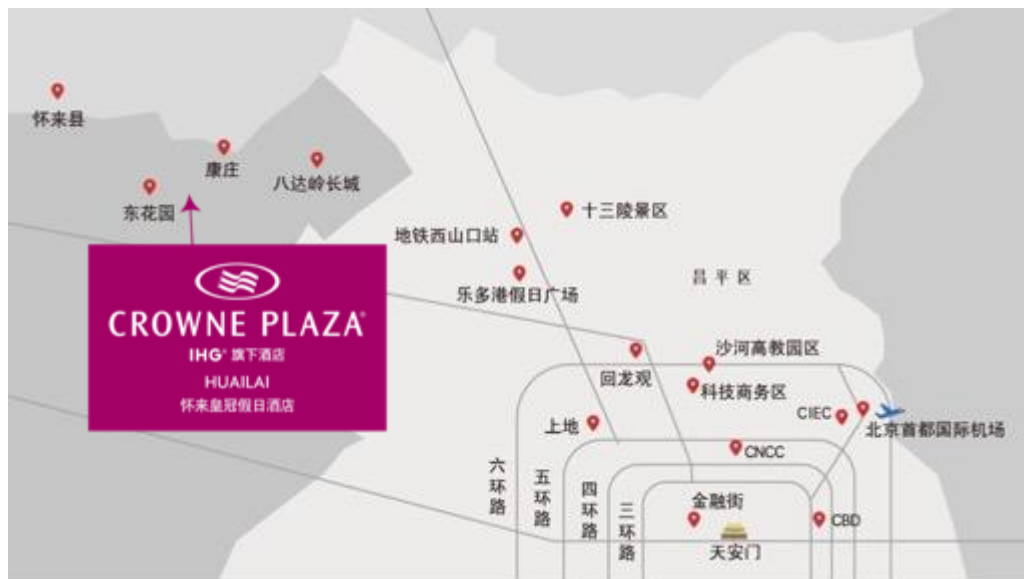 怀来县
康庄
八达岭长城
东花园
十三陵景区
地铁西山口站
昌平区
乐多港假日广场
CROWNE PLAZA®
IHG® 旗下酒店
HUAILAI
怀来皇冠假日酒店
沙河高教园区
回龙观
科技商务区
CIEC
北京首都国际机场
上地
CNCC
六环路
五环路
四环路
三环路
金融街
CBD
天安门